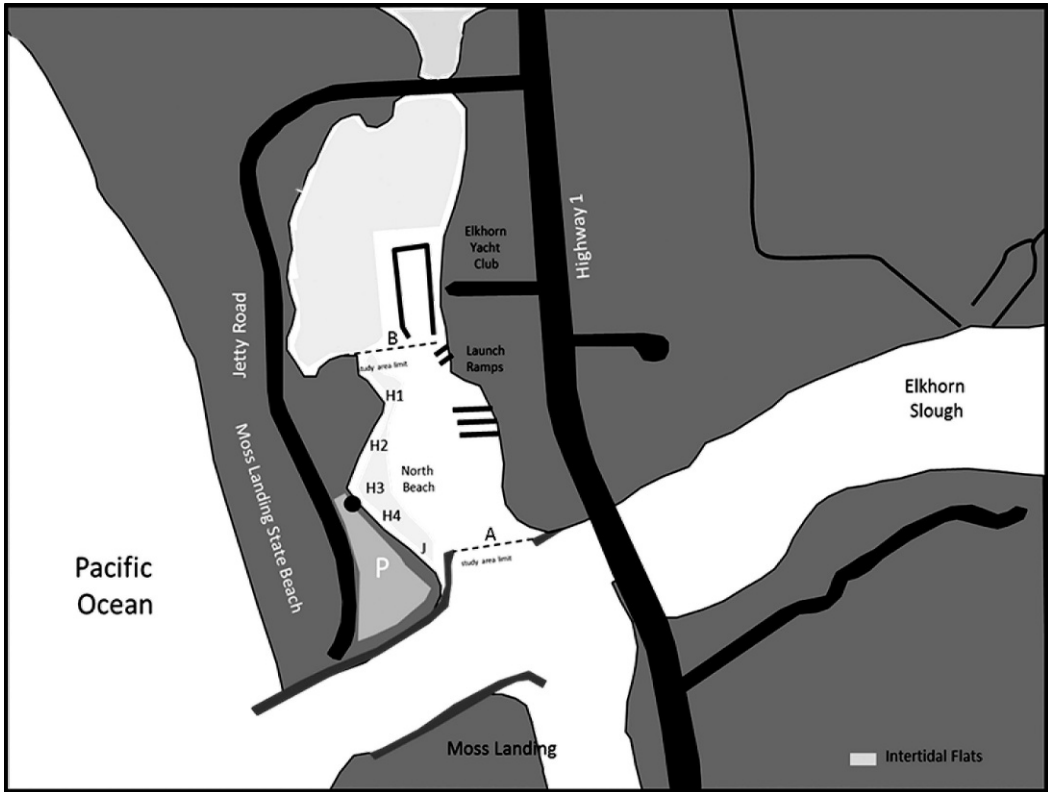 Elkhorn
Yacht
Club
Highway 1
Jetty Road
B
study area limit
Launch
Ramps
H1
Elkhorn
Slough
H2
Moss Landing State Beach
North
Beach
H3
H4
A
J
study area limit
P
Pacific
Ocean
Moss Landing
Intertidal Flats